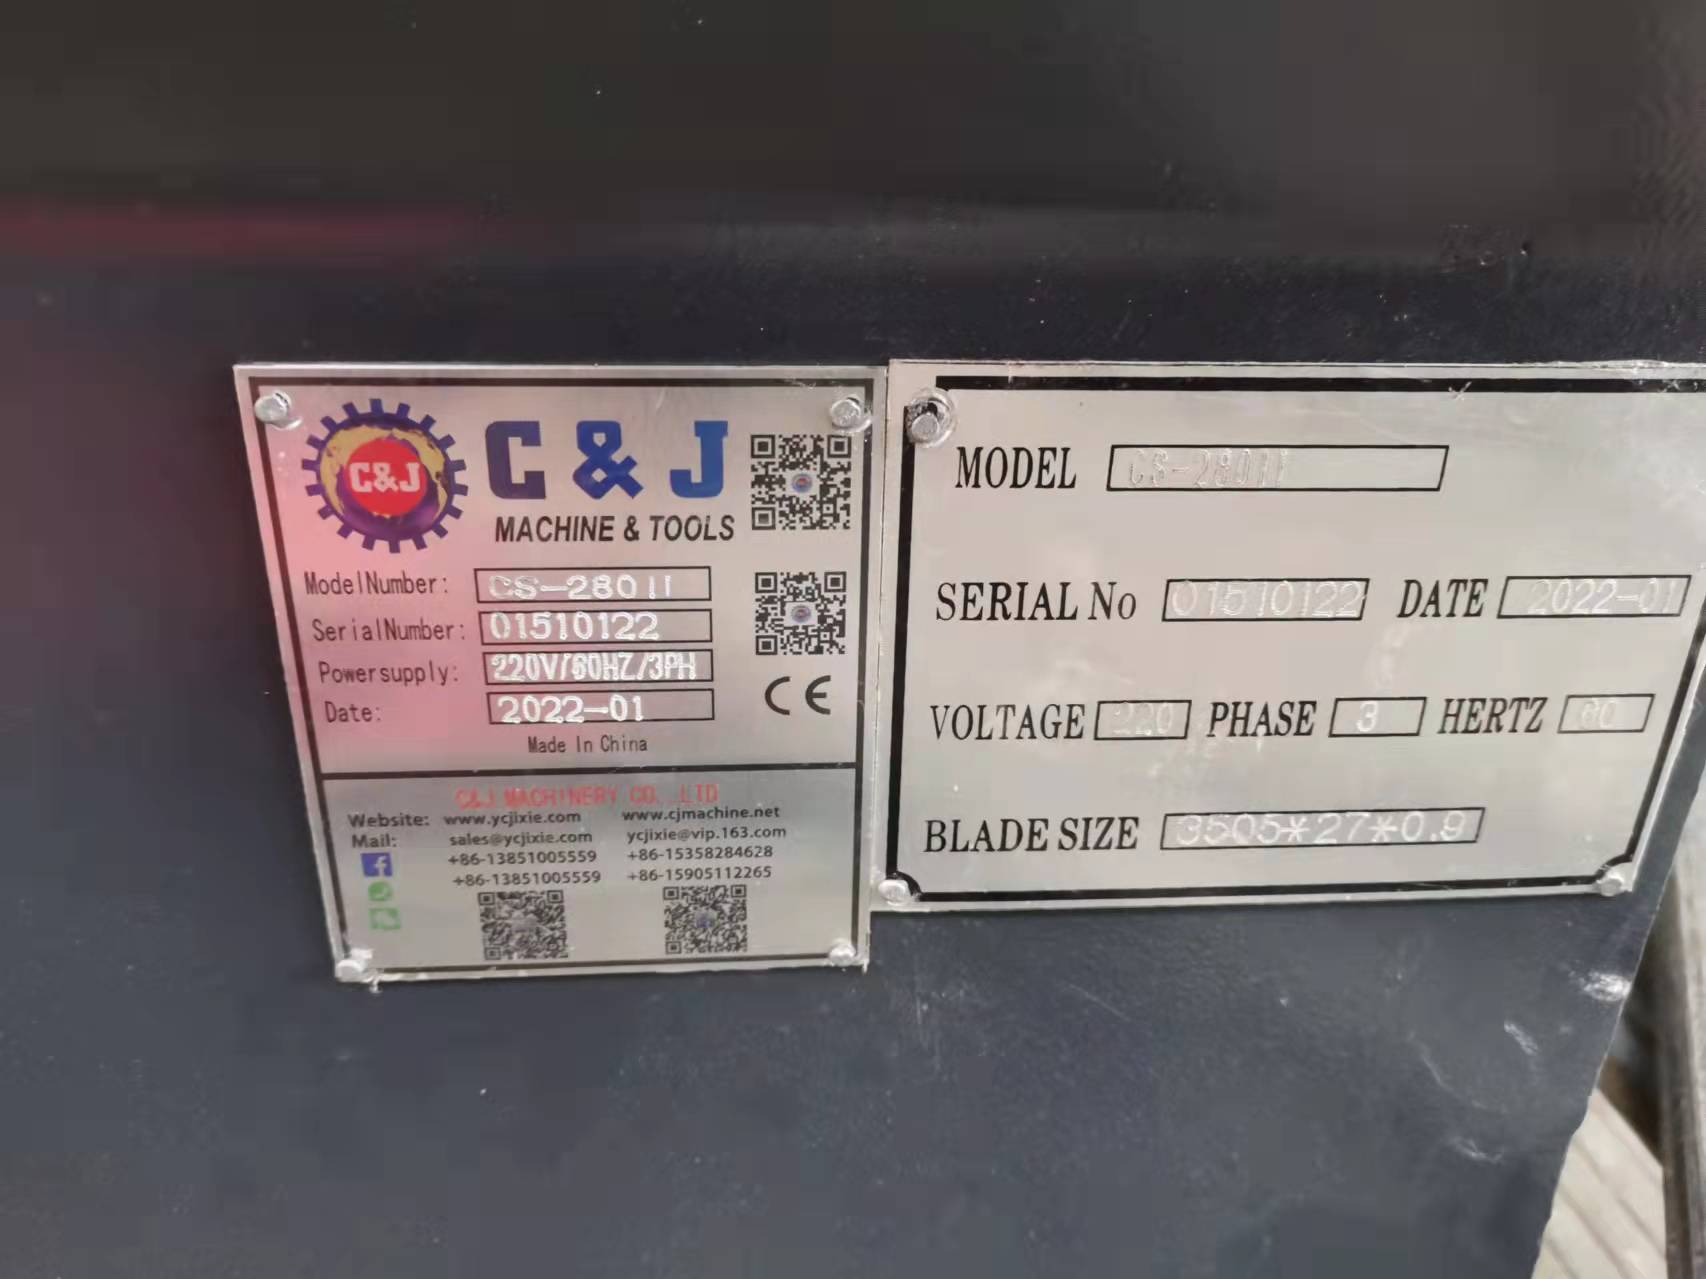 C&J
C & J
MACHINE & TOOLS
ModelNumber: CS-280II
SerialNumber: 01510122
Powersupply: 220V/60HZ/3PH
Date: 2022-01
Made In China
CE
C&J MACHINERY CO.,LTD
Website: www.ycjixie.com www.cjmachine.net
Mail: sales@ycjixie.com ycjixie@vip.163.com
+86-13851005559 +86-15358284628
+86-13851005559 +86-15905112265
MODEL CS-280II
SERIAL No 01510122 DATE 2022-01
VOLTAGE 220 PHASE 3 HERTZ 60
BLADE SIZE 3505*27*0.9